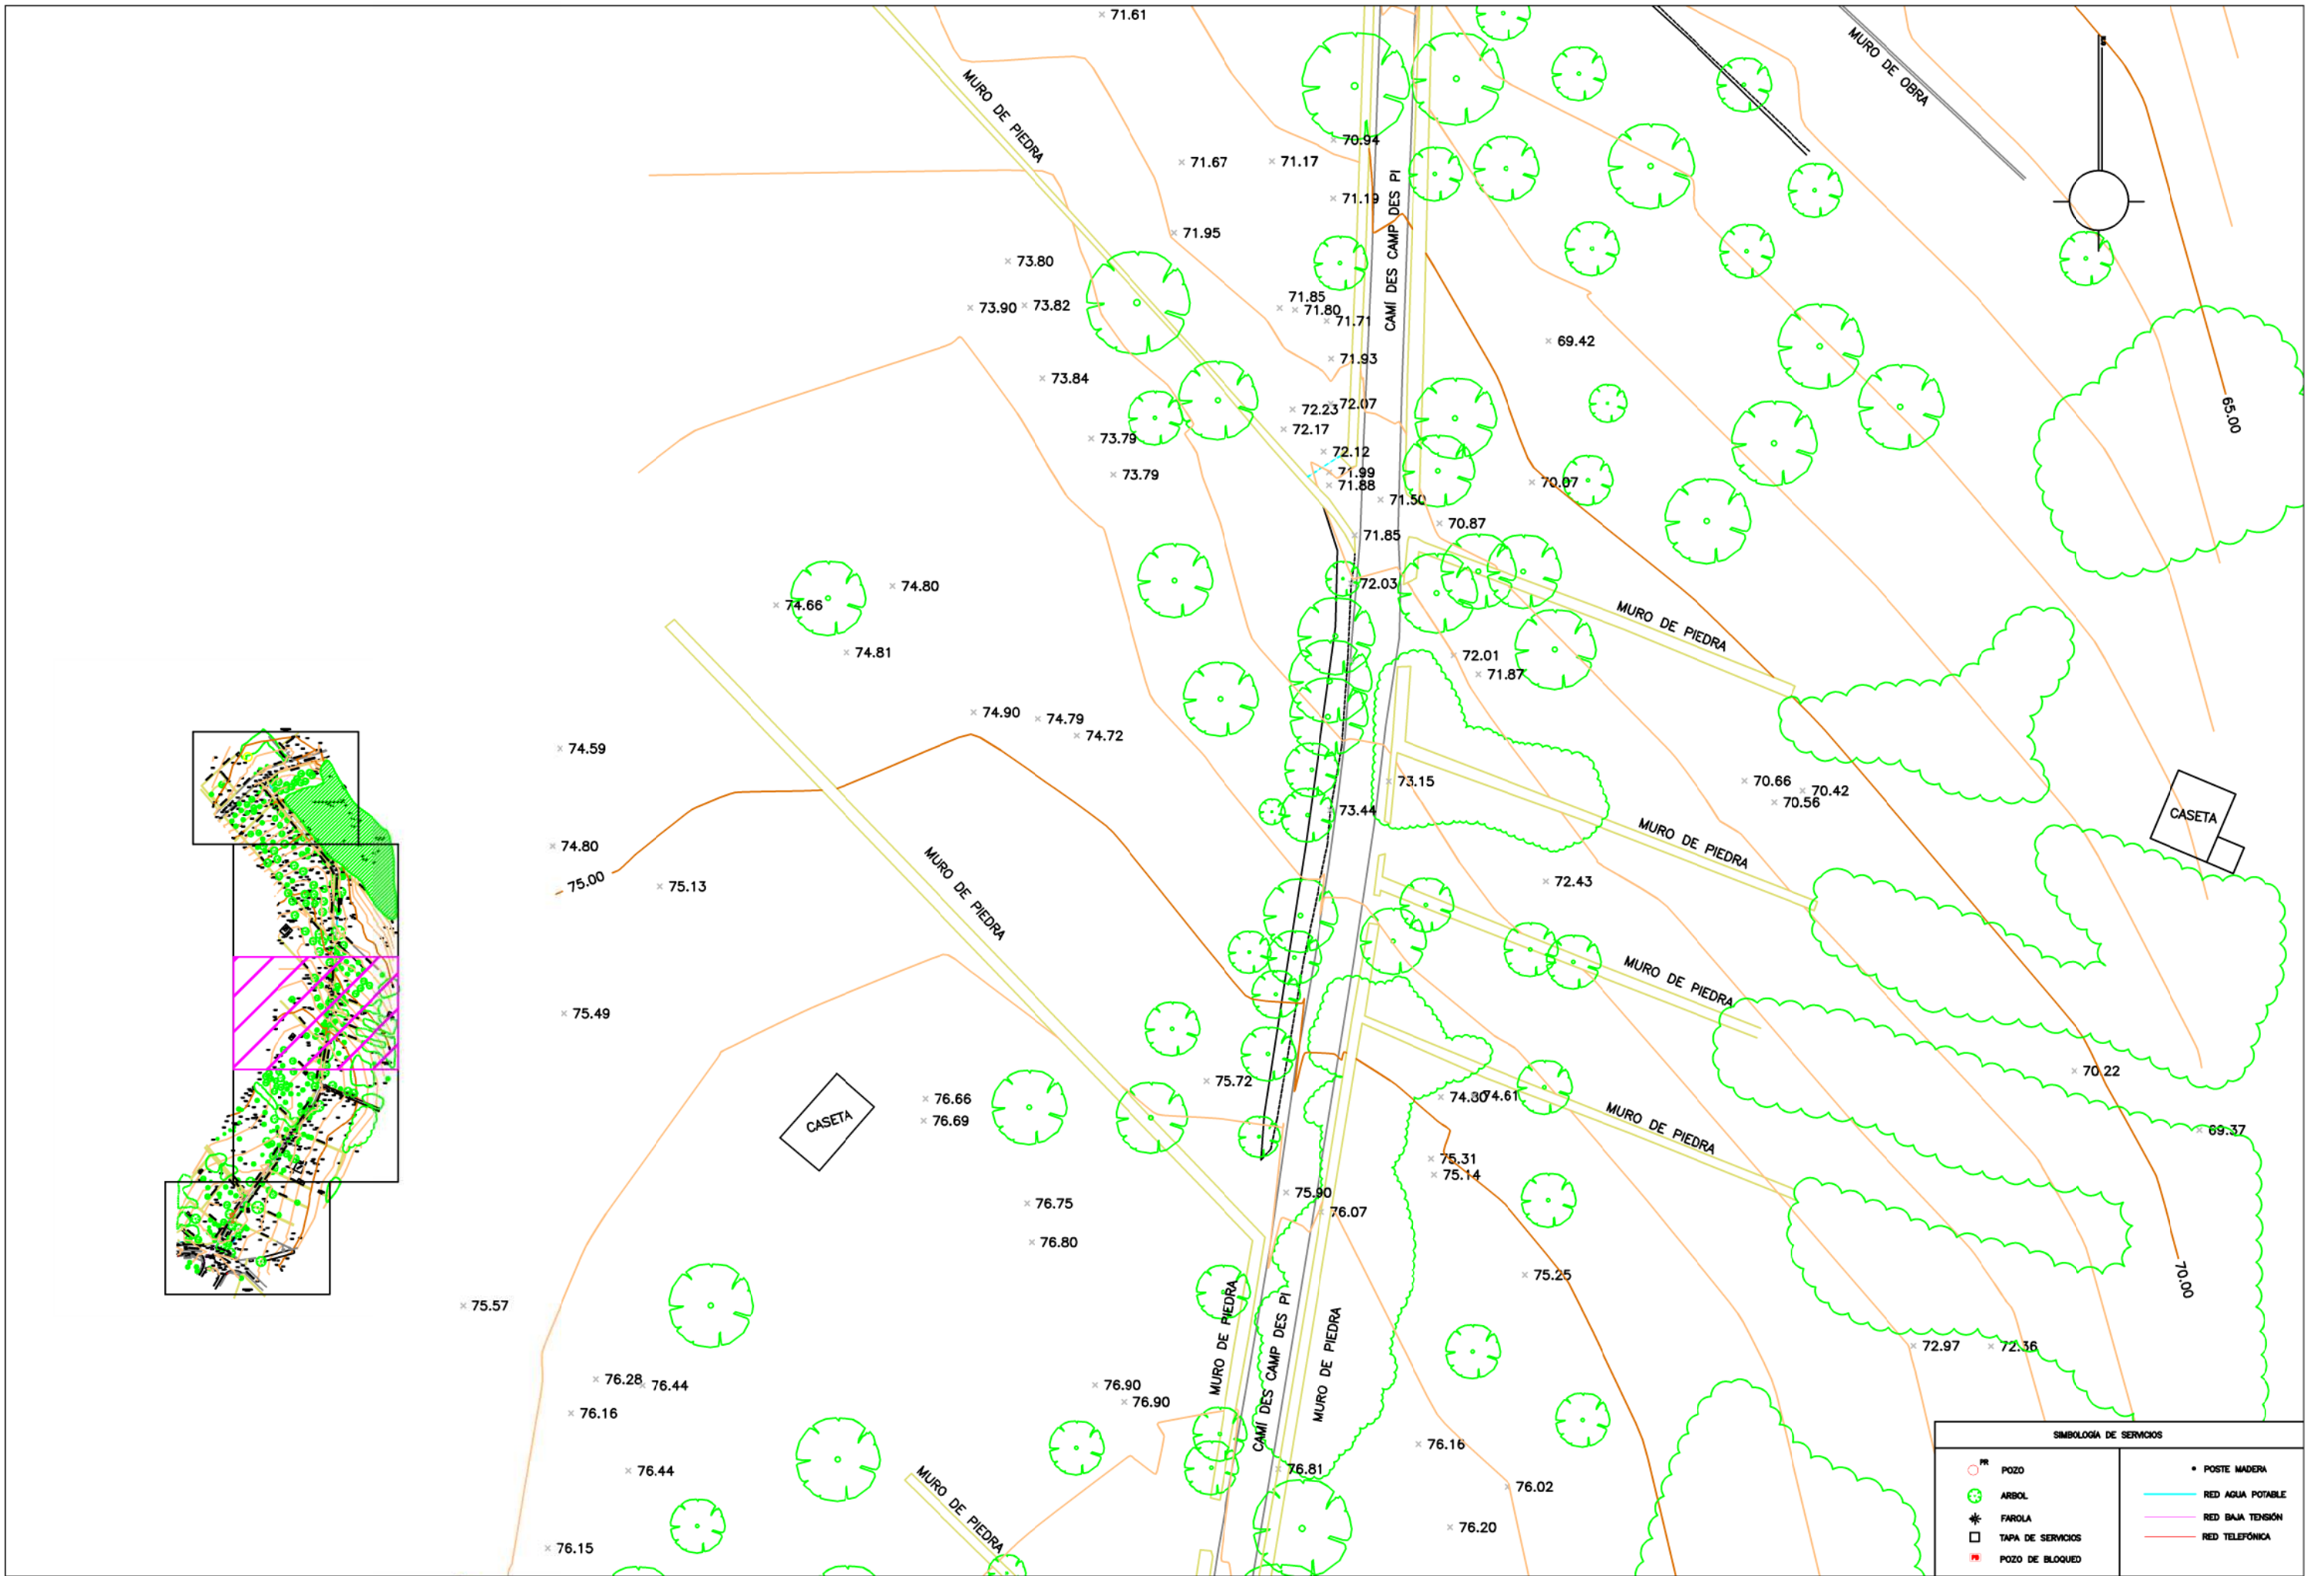 71.61
MURO DE OBRA
MURO DE PIEDRA
70.94
71.67
71.17
71.19
CAMÍ DES CAMP DES PI
71.95
73.80
73.90
73.82
71.85
71.80
71.71
69.42
71.93
73.84
72.07
72.23
65.00
72.17
73.79
72.12
73.79
71.99
71.88
70.07
71.50
70.87
71.85
72.03
74.80
74.66
MURO DE PIEDRA
74.81
72.01
71.87
74.90
74.79
74.72
74.59
73.15
70.66
70.42
70.56
73.44
CASETA
MURO DE PIEDRA
74.80
75.00
75.13
72.43
MURO DE PIEDRA
MURO DE PIEDRA
75.49
70.22
75.72
76.66
74.30
74.61
76.69
CASETA
MURO DE PIEDRA
69.37
75.31
75.14
75.90
76.75
76.07
76.80
75.25
70.00
75.57
MURO DE PIEDRA
CAMÍ DES CAMP DES PI
MURO DE PIEDRA
72.97
72.36
76.28
76.44
76.90
76.90
76.16
76.16
76.44
76.81
76.02
MURO DE PIEDRA
76.20
76.15
SIMBOLOGÍA DE SERVICIOS
PR
POZO
ARBOL
FAROLA
TAPA DE SERVICIOS
PB
POZO DE BLOQUEO
POSTE MADERA
RED AGUA POTABLE
RED BAJA TENSIÓN
RED TELEFÓNICA